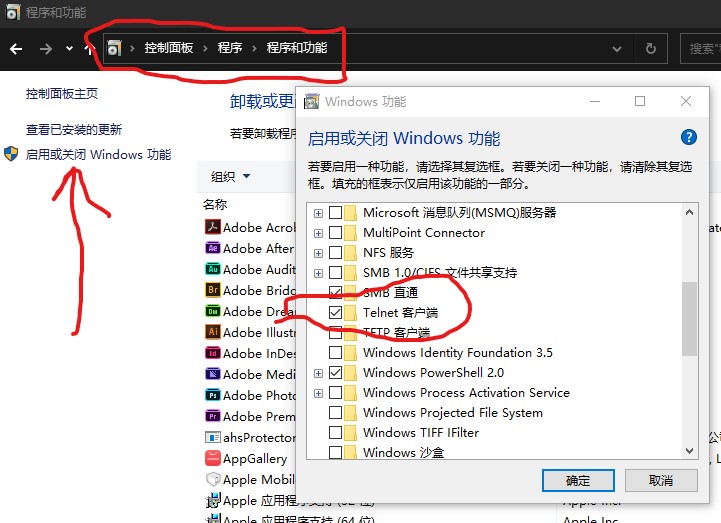 程序和功能
控制面板 > 程序 > 程序和功能
控制面板主页
查看已安装的更新
启用或关闭 Windows 功能
卸载或更
若要卸载程序
组织
名称
Adobe Acrob
Adobe After
Adobe Audit
Adobe Bridg
Adobe Drea
Adobe Illustr
Adobe InDes
Adobe Medi
Adobe Photo
Adobe Prem
ahsProtector
AppGallery
Apple Mobil
Apple 应用程序支持 (32 位)
Apple 应用程序支持 (64 位)
Apple Inc.
Apple Inc.
Windows 功能
启用或关闭 Windows 功能
若要启用一种功能，请选择其复选框。若要关闭一种功能，请清除其复选
框。填充的框表示仅启用该功能的一部分。
Microsoft 消息队列(MSMQ)服务器
MultiPoint Connector
NFS 服务
SMB 1.0/CIFS 文件共享支持
SMB 直通
Telnet 客户端
TFTP 客户端
Windows Identity Foundation 3.5
Windows PowerShell 2.0
Windows Process Activation Service
Windows Projected File System
Windows TIFF IFilter
Windows 沙盒
确定
取消